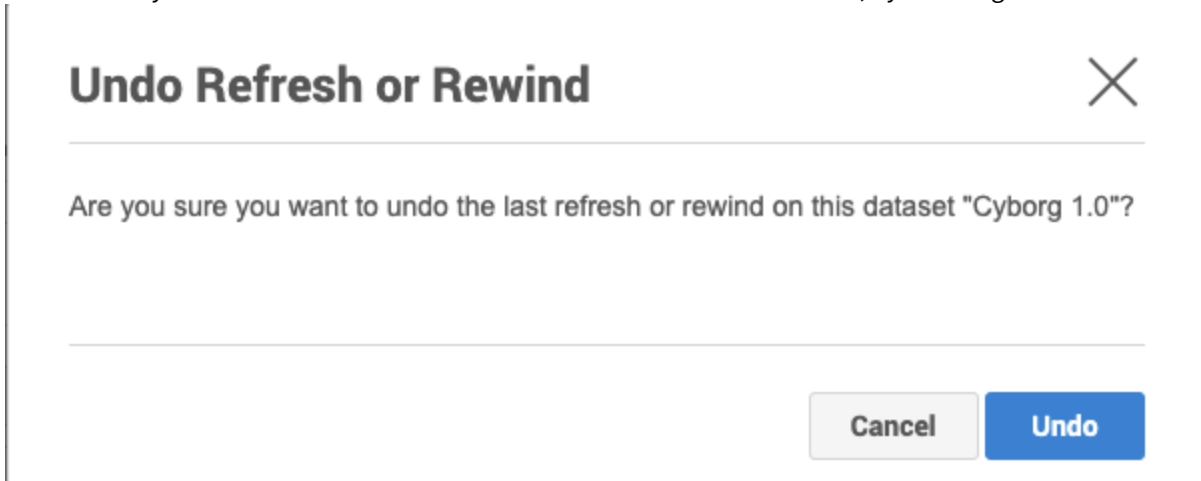 Undo Refresh or Rewind
Are you sure you want to undo the last refresh or rewind on this dataset "Cyborg 1.0"?
Cancel Undo